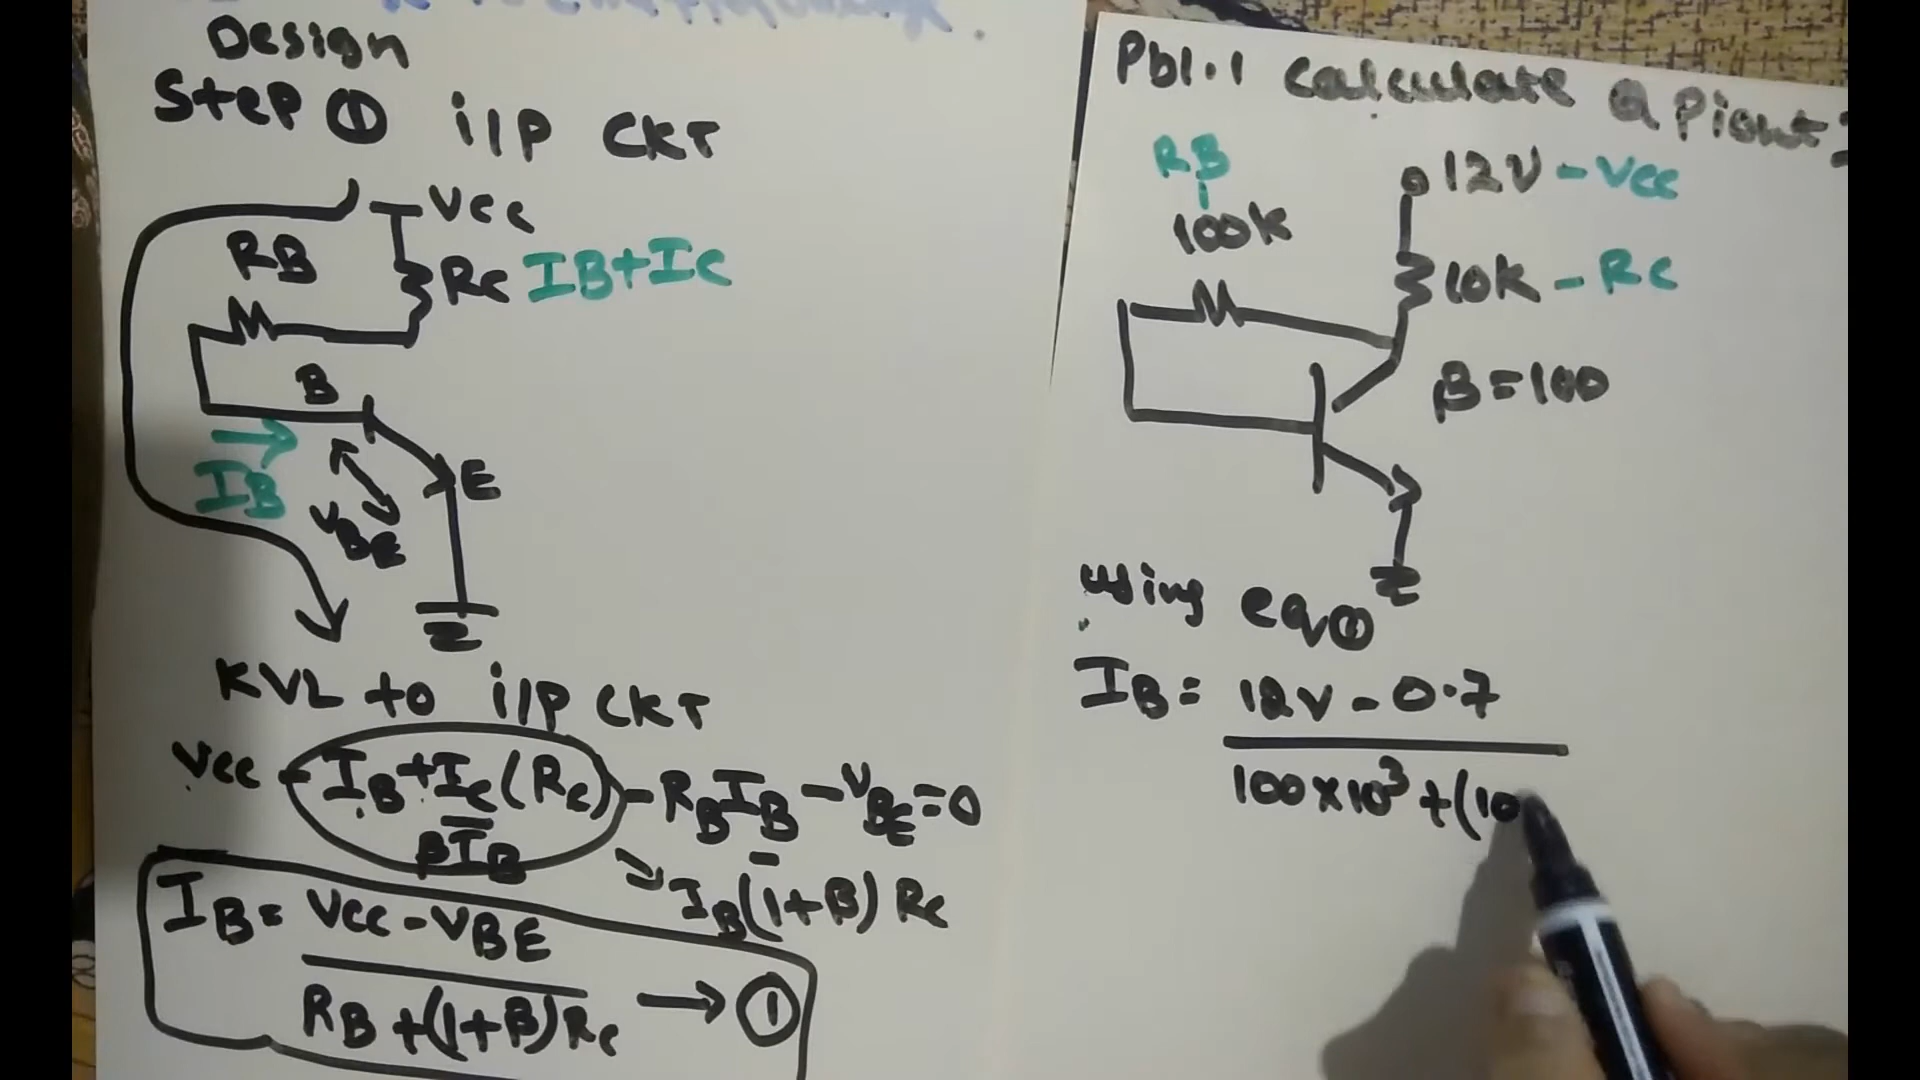 Design
Step ① i/p CKT
VCC
RB
RC IB+IC
B
IB
VBE
E
KVL to i/p CKT
VCC - IB+IC(RC) - RBIB - VBE=0
βIB
IB(1+β) RC
IB= VCC-VBE
RB+(1+β)RC → ①
Pbl.1 Calculate Q Piont
RB
100k
12V - VCC
10k - RC
β=100
using eq①
IB= 12V - 0.7
100×10³ + (10